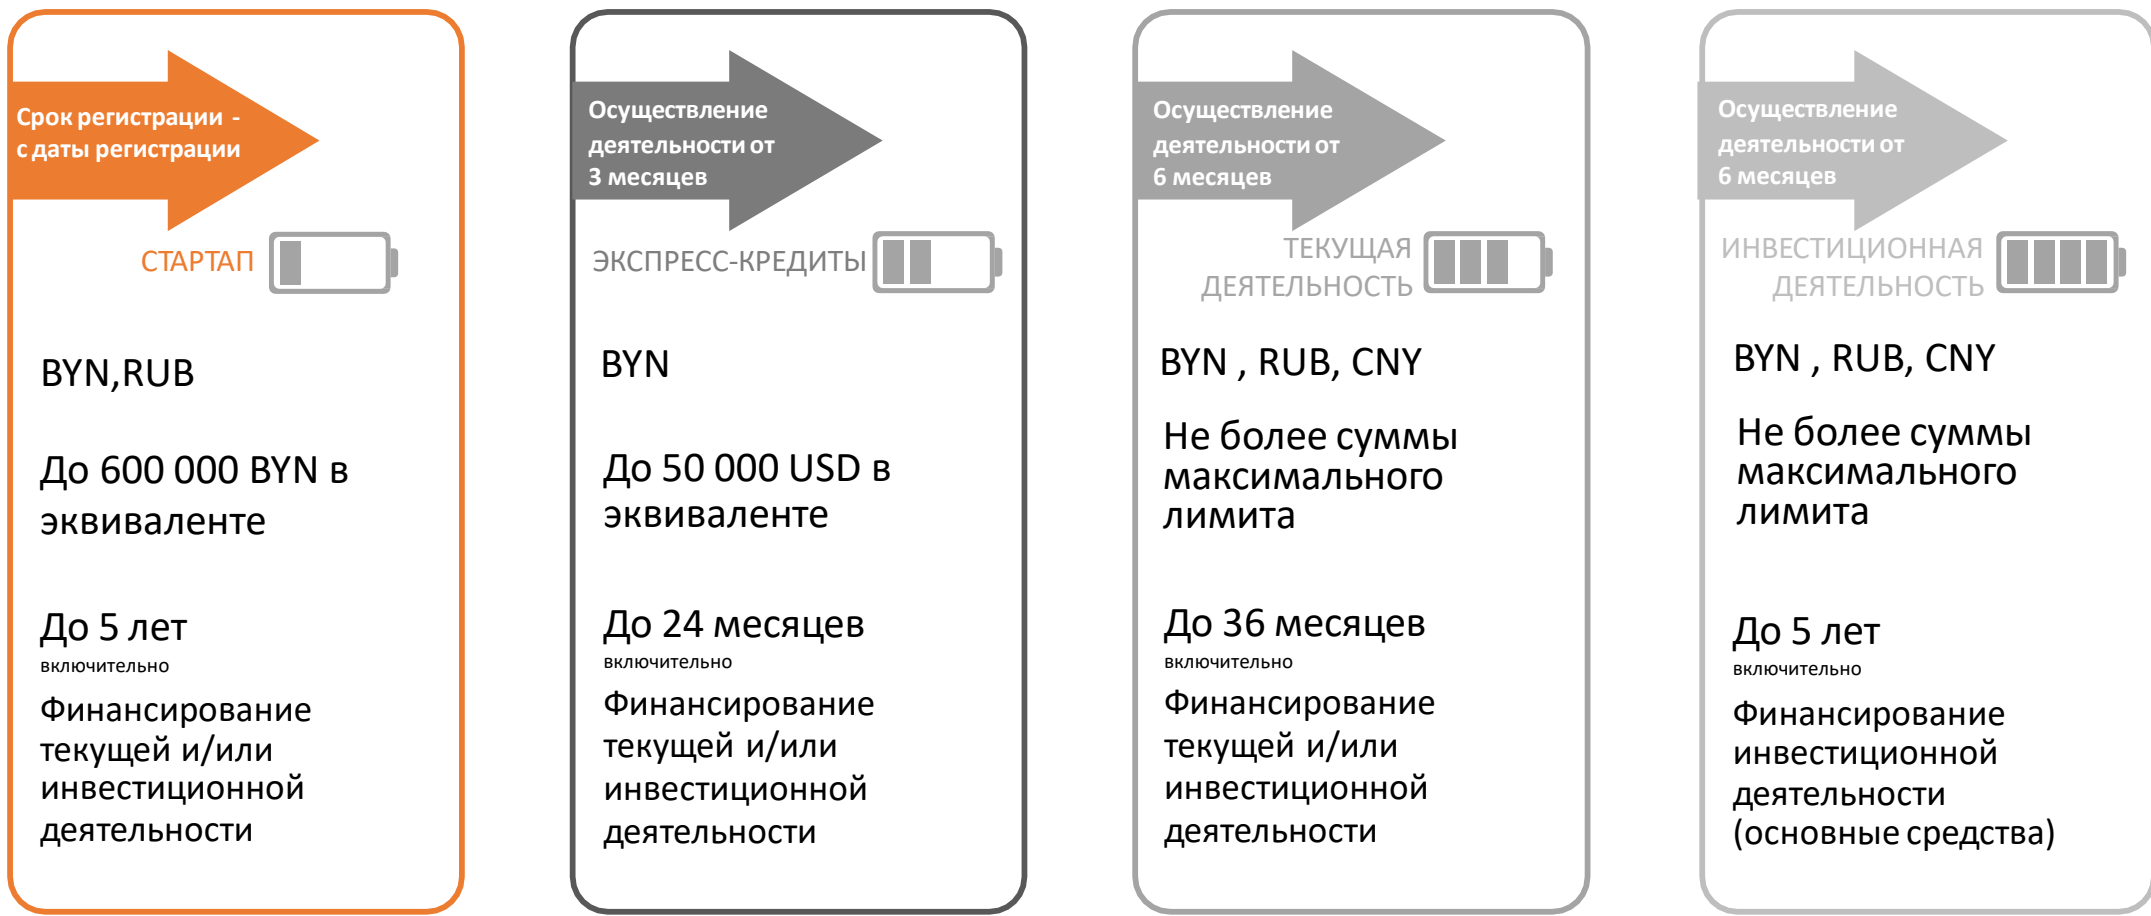 Срок регистрации -
с даты регистрации
СТАРТАП
BYN,RUB
До 600 000 BYN в
эквиваленте
До 5 лет
включительно
Финансирование
текущей и/или
инвестиционной
деятельности
Осуществление
деятельности от
3 месяцев
ЭКСПРЕСС-КРЕДИТЫ
BYN
До 50 000 USD в
эквиваленте
До 24 месяцев
включительно
Финансирование
текущей и/или
инвестиционной
деятельности
Осуществление
деятельности от
6 месяцев
ТЕКУЩАЯ
ДЕЯТЕЛЬНОСТЬ
BYN , RUB, CNY
Не более суммы
максимального
лимита
До 36 месяцев
включительно
Финансирование
текущей и/или
инвестиционной
деятельности
Осуществление
деятельности от
6 месяцев
ИНВЕСТИЦИОННАЯ
ДЕЯТЕЛЬНОСТЬ
BYN , RUB, CNY
Не более суммы
максимального
лимита
До 5 лет
включительно
Финансирование
инвестиционной
деятельности
(основные средства)